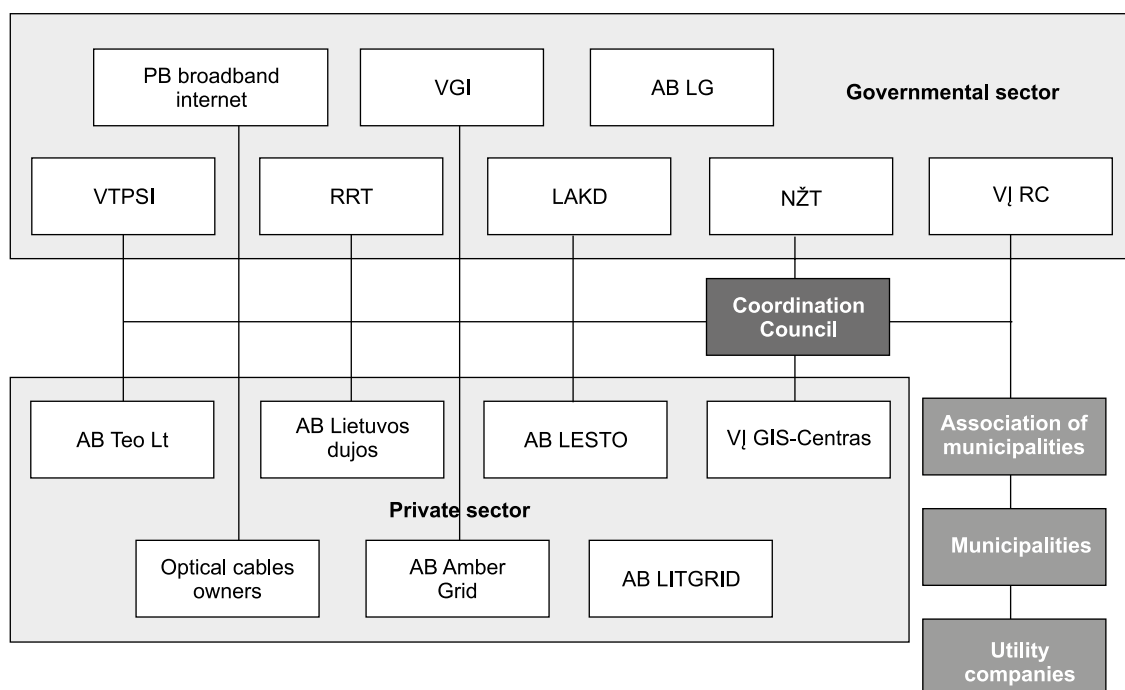 PB broadband
internet
VGI
AB LG
Governmental sector
VTPSI
RRT
LAKD
NŽT
VĮ RC
Coordination
Council
AB Teo Lt
AB Lietuvos
dujos
AB LESTO
VĮ GIS-Centras
Association of
municipalities
Private sector
Optical cables
owners
AB Amber
Grid
AB LITGRID
Municipalities
Utility
companies